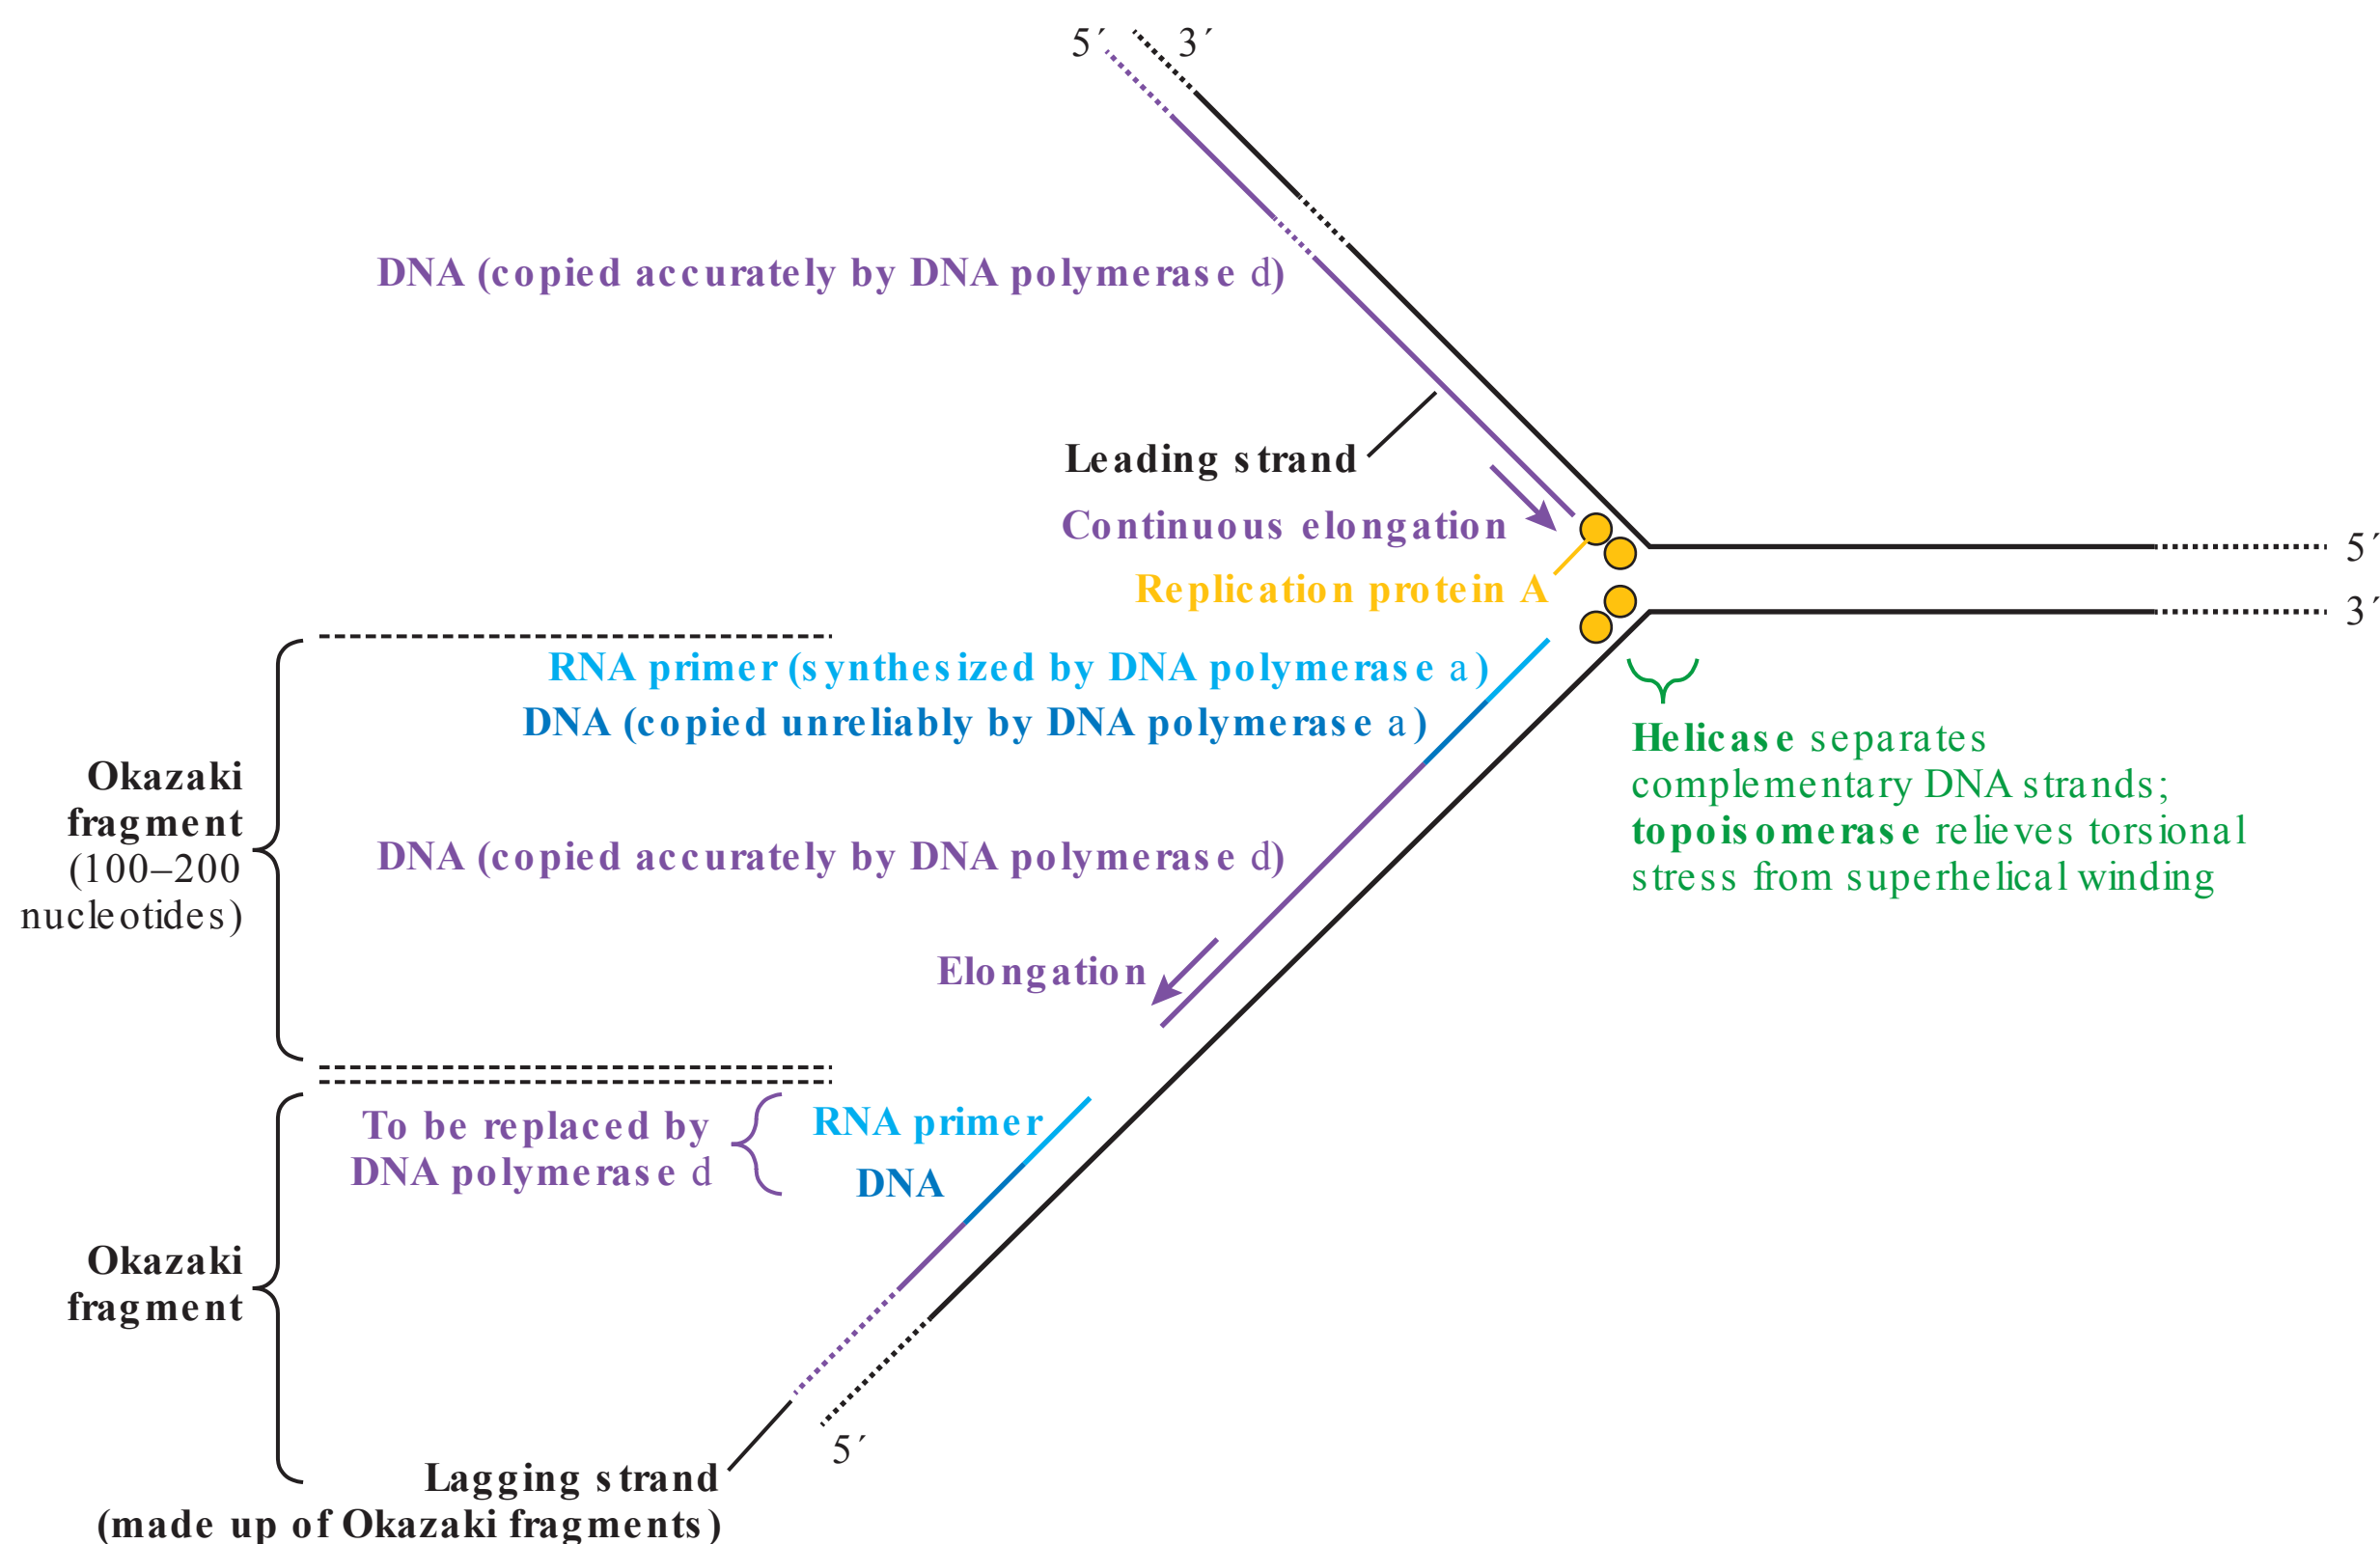 5´
3´
DNA (copied accurately by DNA polymerase d)
Leading strand
Continuous elongation
Replication protein A
5´
3´
RNA primer (synthesized by DNA polymerase a)
DNA (copied unreliably by DNA polymerase a)
Helicase separates
complementary DNA strands;
topoisomerase relieves torsional
stress from superhelical winding
Okazaki
fragment
(100–200
nucleotides)
DNA (copied accurately by DNA polymerase d)
Elongation
To be replaced by
DNA polymerase d
RNA primer
DNA
Okazaki
fragment
5´
Lagging strand
(made up of Okazaki fragments)